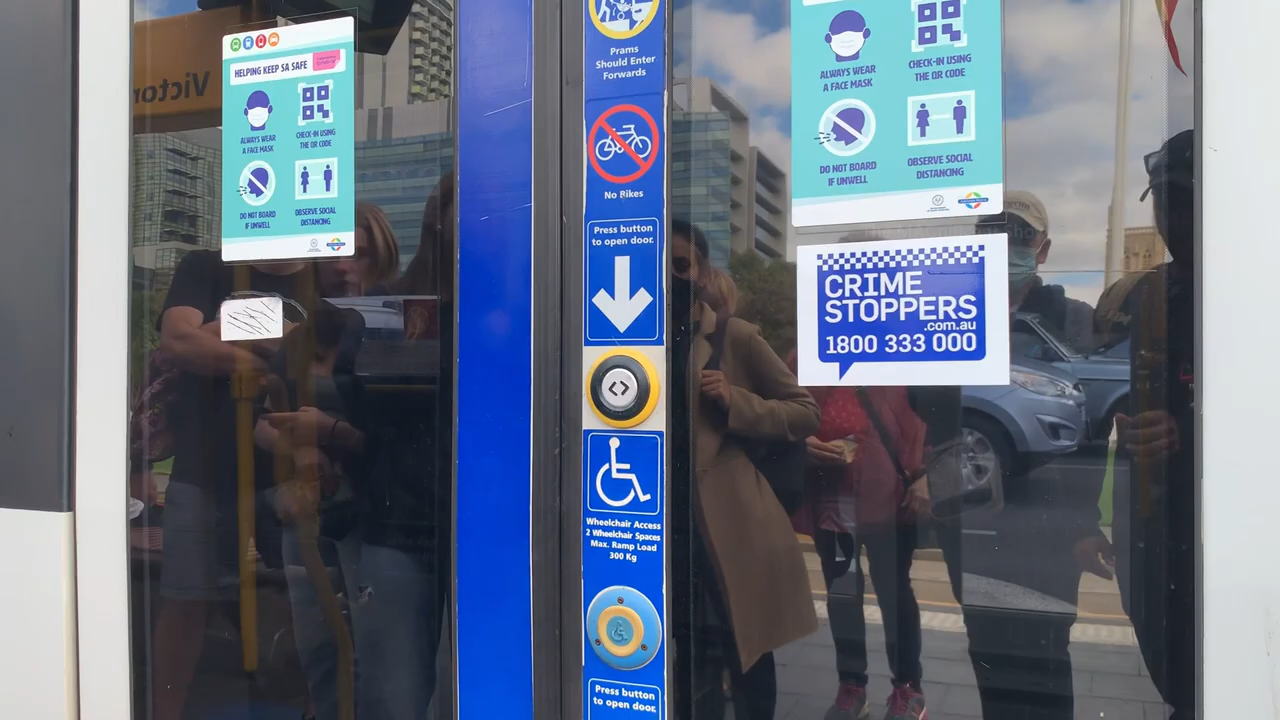 Victor
HELPING KEEP SA SAFE
ALWAYS WEAR
A FACE MASK
CHECK-IN USING
THE QR CODE
DO NOT BOARD
IF UNWELL
OBSERVE SOCIAL
DISTANCING
Prams
Should Enter
Forwards
No Bikes
Press button
to open door.
Wheelchair Access
2 Wheelchair Spaces
Max. Ramp Load
300 Kg
Press button
to open door.
ALWAYS WEAR
A FACE MASK
CHECK-IN USING
THE QR CODE
DO NOT BOARD
IF UNWELL
OBSERVE SOCIAL
DISTANCING
CRIME
STOPPERS
.com.au
1800 333 000